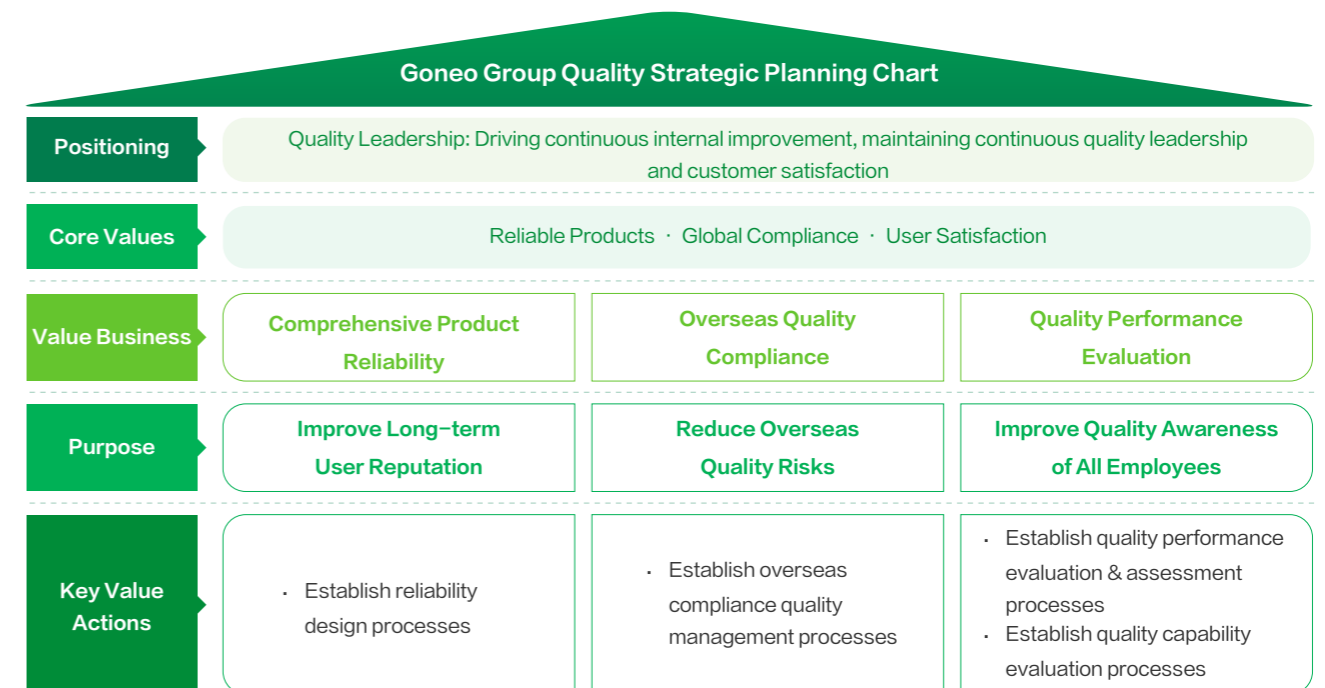 Goneo Group Quality Strategic Planning Chart
Positioning
Quality Leadership: Driving continuous internal improvement, maintaining continuous quality leadership
and customer satisfaction
Core Values
Reliable Products · Global Compliance · User Satisfaction
Value Business
Comprehensive Product
Reliability
Overseas Quality
Compliance
Quality Performance
Evaluation
Purpose
Improve Long-term
User Reputation
Reduce Overseas
Quality Risks
Improve Quality Awareness
of All Employees
Key Value
Actions
· Establish reliability
design processes
· Establish overseas
compliance quality
management processes
· Establish quality performance
evaluation & assessment
processes
· Establish quality capability
evaluation processes